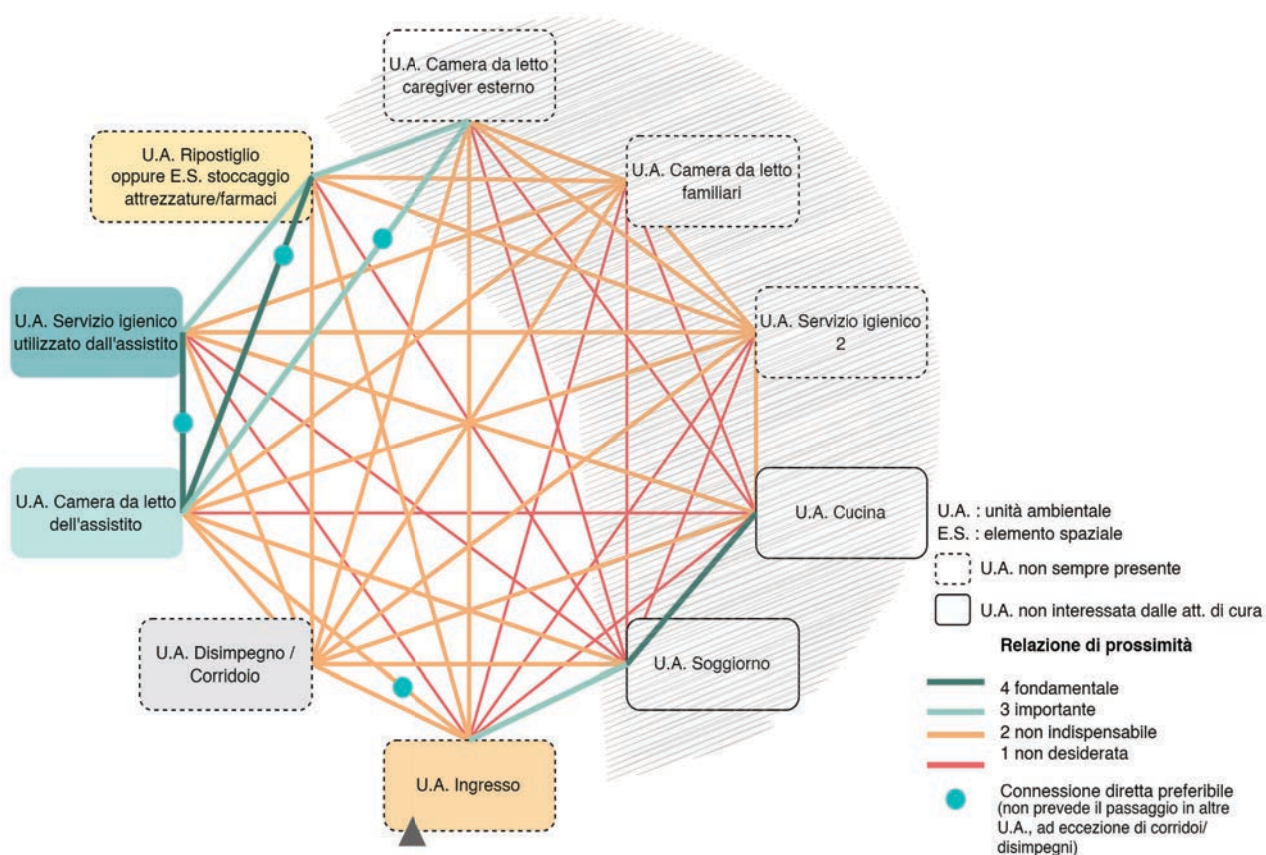 U.A. Camera da letto
caregiver esterno
U.A. Ripostiglio
oppure E.S. stoccaggio
attrezzature/farmaci
U.A. Camera da letto
familiari
U.A. Servizio igienico
utilizzato dall'assistito
U.A. Servizio igienico
2
U.A. Camera da letto
dell'assistito
U.A. Cucina
U.A. Disimpegno /
Corridoio
U.A. Soggiorno
U.A. Ingresso
U.A. : unità ambientale
E.S. : elemento spaziale
U.A. non sempre presente
U.A. non interessata dalle att. di cura
Relazione di prossimità
4 fondamentale
3 importante
2 non indispensabile
1 non desiderata
Connessione diretta preferibile
(non prevede il passaggio in altre
U.A., ad eccezione di corridoi/
disimpegni)